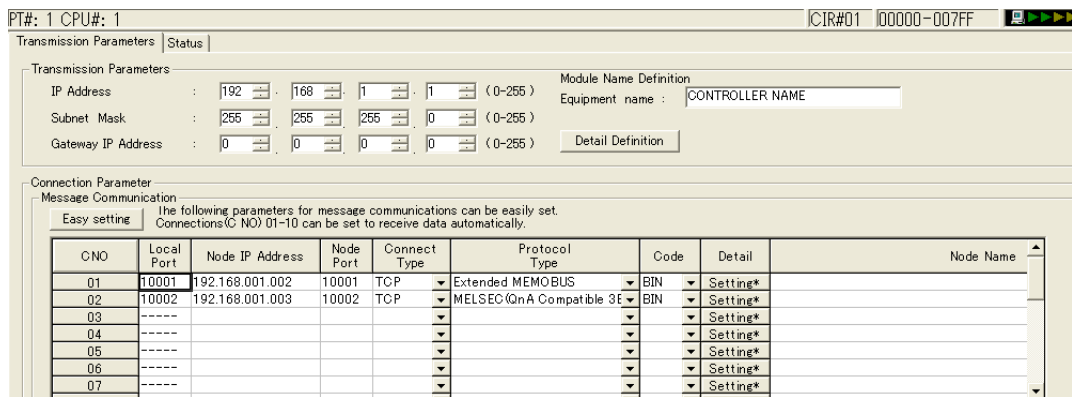 PT#: 1 CPU#: 1 CIR#01 00000-007FF
Transmission Parameters Status
Transmission Parameters
IP Address : 192 . 168 . 1 . 1 (0-255)
Module Name Definition
Equipment name : CONTROLLER NAME
Subnet Mask : 255 . 255 . 255 . 0 (0-255)
Gateway IP Address : 0 . 0 . 0 . 0 (0-255)
Detail Definition
Connection Parameter
Message Communication
Easy setting
The following parameters for message communications can be easily set.
Connections(C NO) 01-10 can be set to receive data automatically.
CNO Local Port Node IP Address Node Port Connect Type Protocol Type Code Detail Node Name
01 10001 192.168.001.002 10001 TCP Extended MEMOBUS BIN Setting*
02 10002 192.168.001.003 10002 TCP MELSEC(QnA Compatible 3E BIN Setting*
03 ----- Setting*
04 ----- Setting*
05 ----- Setting*
06 ----- Setting*
07 ----- Setting*